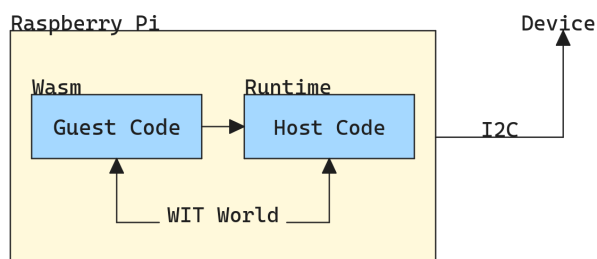 Raspberry Pi
Device
Wasm
Runtime
Guest Code
Host Code
I2C
WIT World